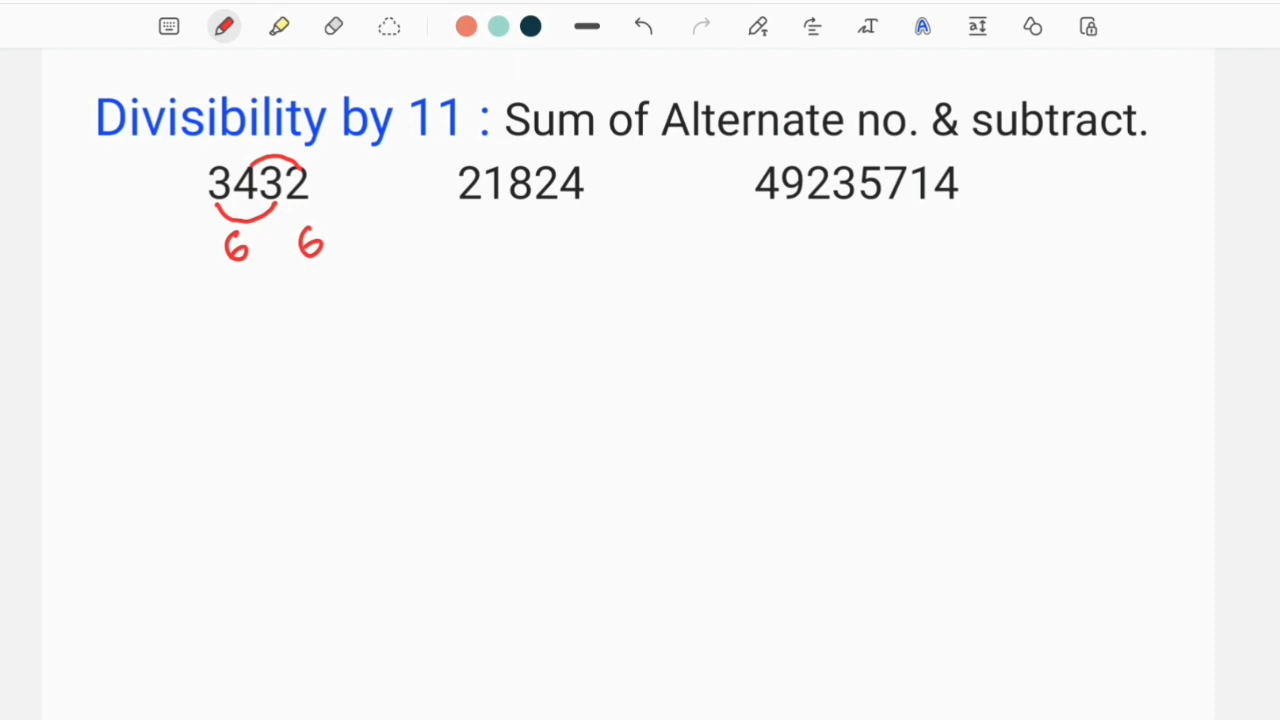 Divisibility by 11 : Sum of Alternate no. & subtract.
3432 21824 49235714
6 6